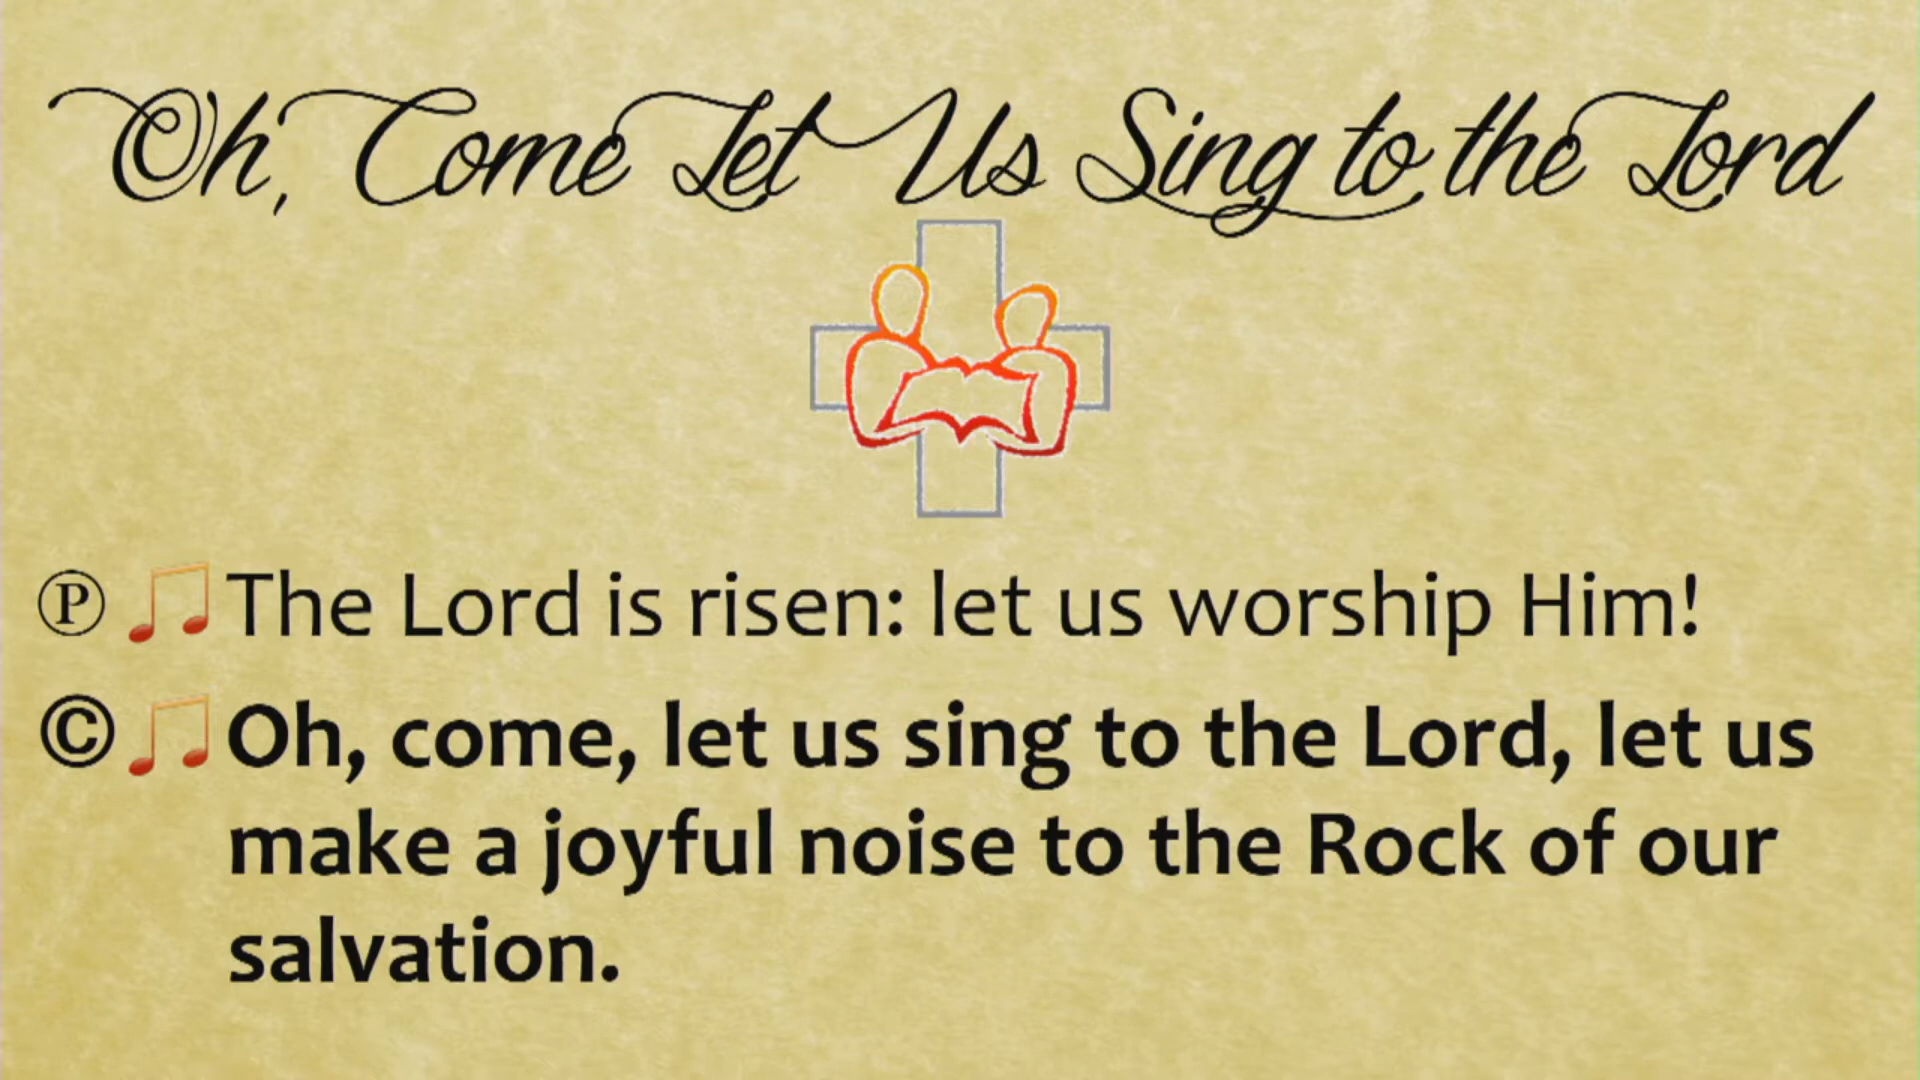 Oh, Come Let Us Sing to the Lord
Ⓟ♫ The Lord is risen: let us worship Him!
©♫ Oh, come, let us sing to the Lord, let us
make a joyful noise to the Rock of our
salvation.